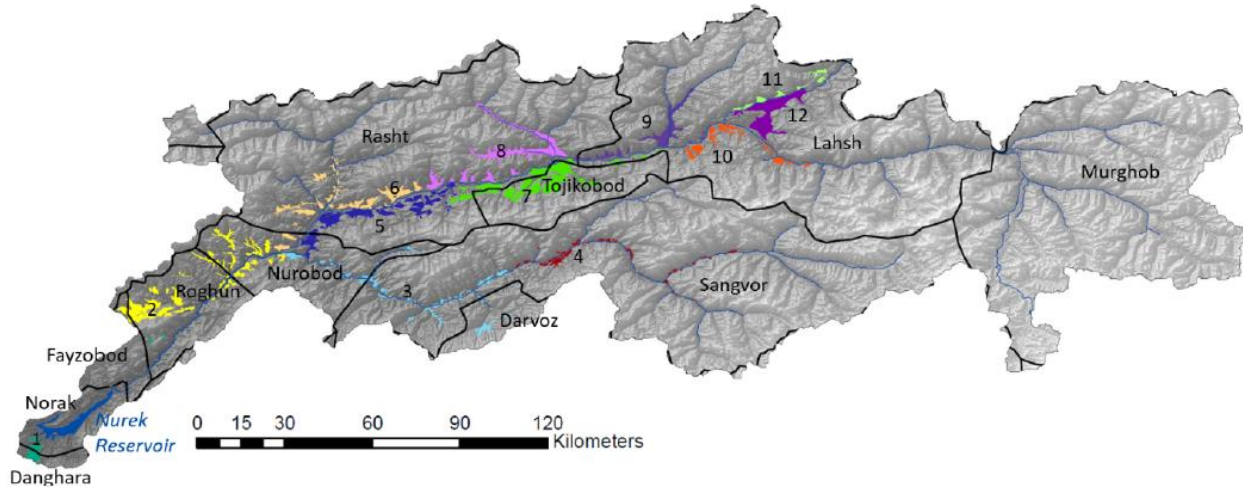 11
9
12
Rasht
8
10
Lahsh
Murghob
6
Tojikobod
7
5
Nurobod
4
Roghun
3
Sangvor
2
Darvoz
Fayzobod
Norak
Nurek
Reservoir
0 15 30 60 90 120
Kilometers
1
Danghara